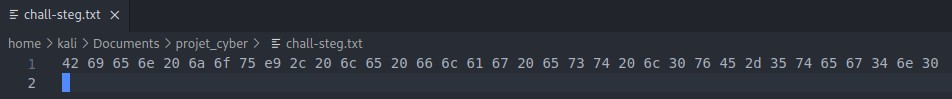 chall-steg.txt ×
home > kali > Documents > projet_cyber > chall-steg.txt
1 42 69 65 6e 20 6a 6f 75 e9 2c 20 6c 65 20 66 6c 61 67 20 65 73 74 20 6c 30 76 45 2d 35 74 65 67 34 6e 30
2